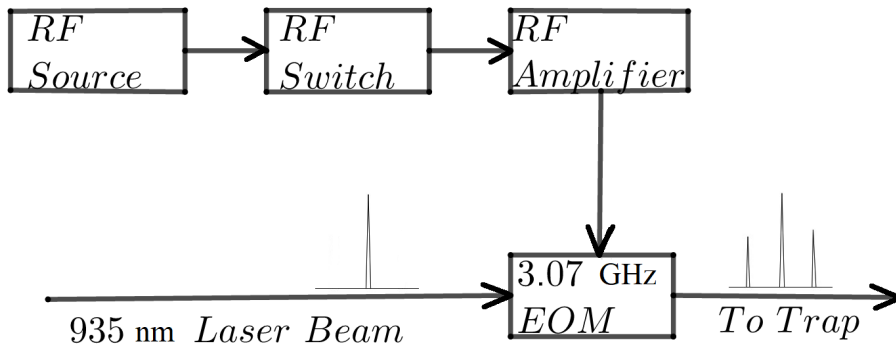 RF
Source
RF
Switch
RF
Amplifier
3.07 GHz
EOM
935 nm Laser Beam
To Trap